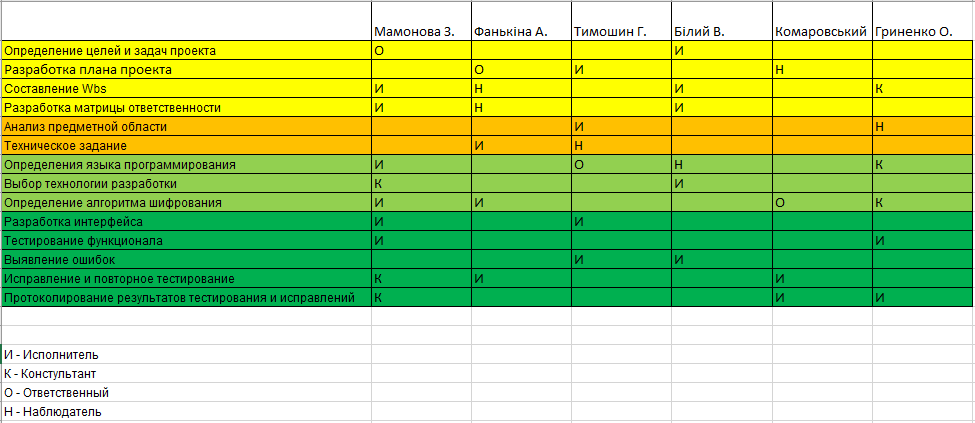 Мамонова З. Фанькіна А. Тимошин Г. Білий В. Комаровський Гриненко О.
Определение целей и задач проекта О И
Разработка плана проекта О И Н
Составление Wbs И Н И К
Разработка матрицы ответственности И Н И
Анализ предметной области И Н
Техническое задание И Н
Определения языка программирования И О Н К
Выбор технологии разработки К И
Определение алгоритма шифрования И И О К
Разработка интерфейса И И
Тестирование функционала И И
Выявление ошибок И И
Исправление и повторное тестирование К И И
Протоколирование результатов тестирования и исправлений К И И
И - Исполнитель
К - Констультант
О - Ответственный
Н - Наблюдатель